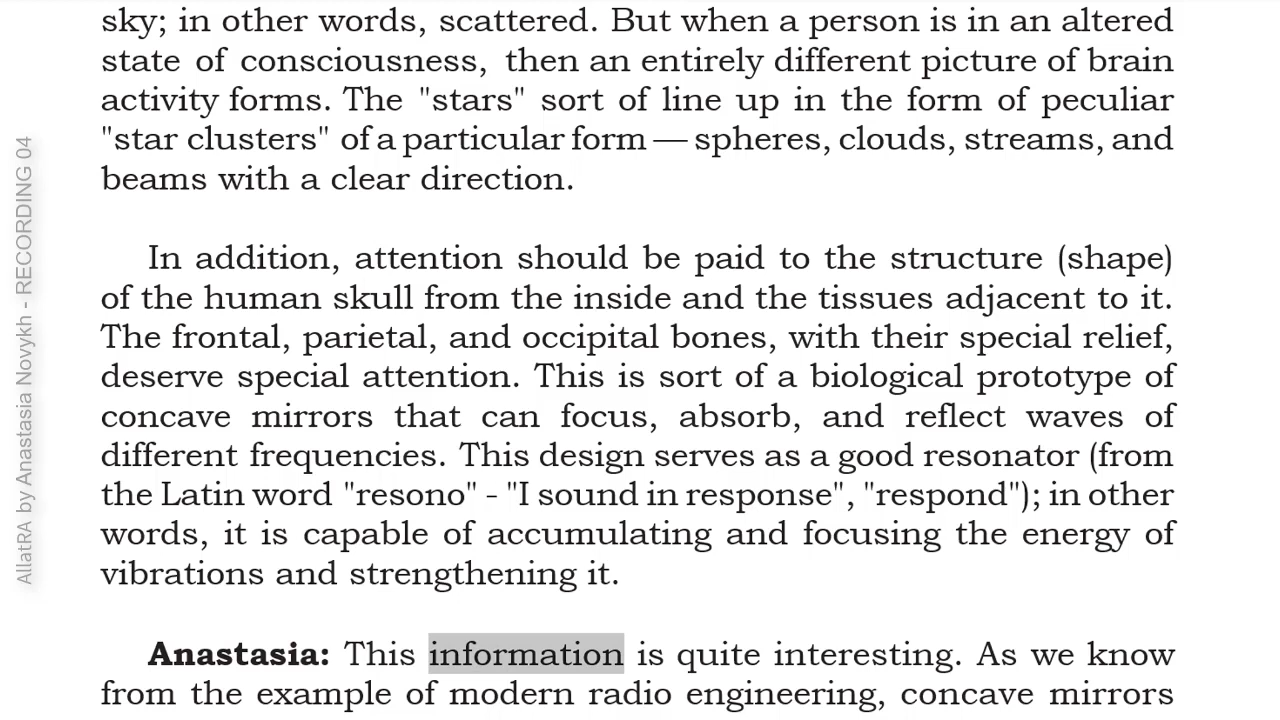 sky; in other words, scattered. But when a person is in an altered
state of consciousness, then an entirely different picture of brain
activity forms. The "stars" sort of line up in the form of peculiar
"star clusters" of a particular form — spheres, clouds, streams, and
beams with a clear direction.
In addition, attention should be paid to the structure (shape)
of the human skull from the inside and the tissues adjacent to it.
The frontal, parietal, and occipital bones, with their special relief,
deserve special attention. This is sort of a biological prototype of
concave mirrors that can focus, absorb, and reflect waves of
different frequencies. This design serves as a good resonator (from
the Latin word "resono" - "I sound in response", "respond"); in other
words, it is capable of accumulating and focusing the energy of
vibrations and strengthening it.
Anastasia: This information is quite interesting. As we know
from the example of modern radio engineering, concave mirrors
AllatRA by Anastasia Novykh - RECORDING 04